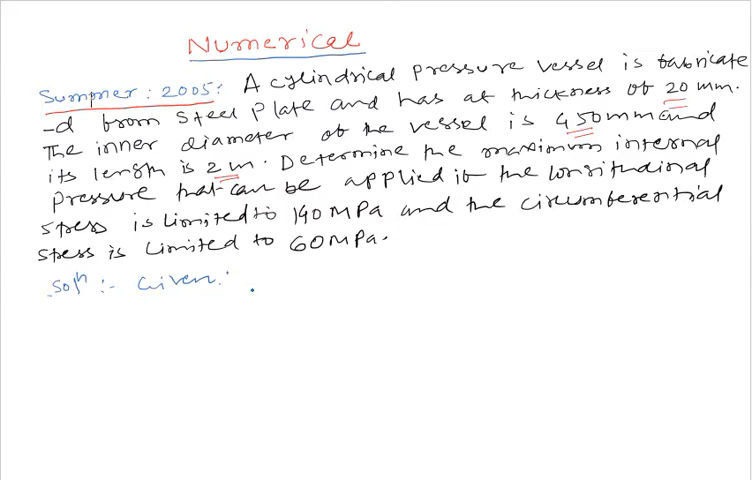 Numerical
Summer : 2005 : A cylindrical pressure vessel is fabricate
-d from steel plate and has at thickness of 20 mm.
The inner diameter of the vessel is 450mm and
its length is 2m. Determine the maximum internal
pressure that can be applied if the longitudinal
stress is limited to 140 MPa and the circumferential
stress is limited to 60 MPa.
Soln :- Given :